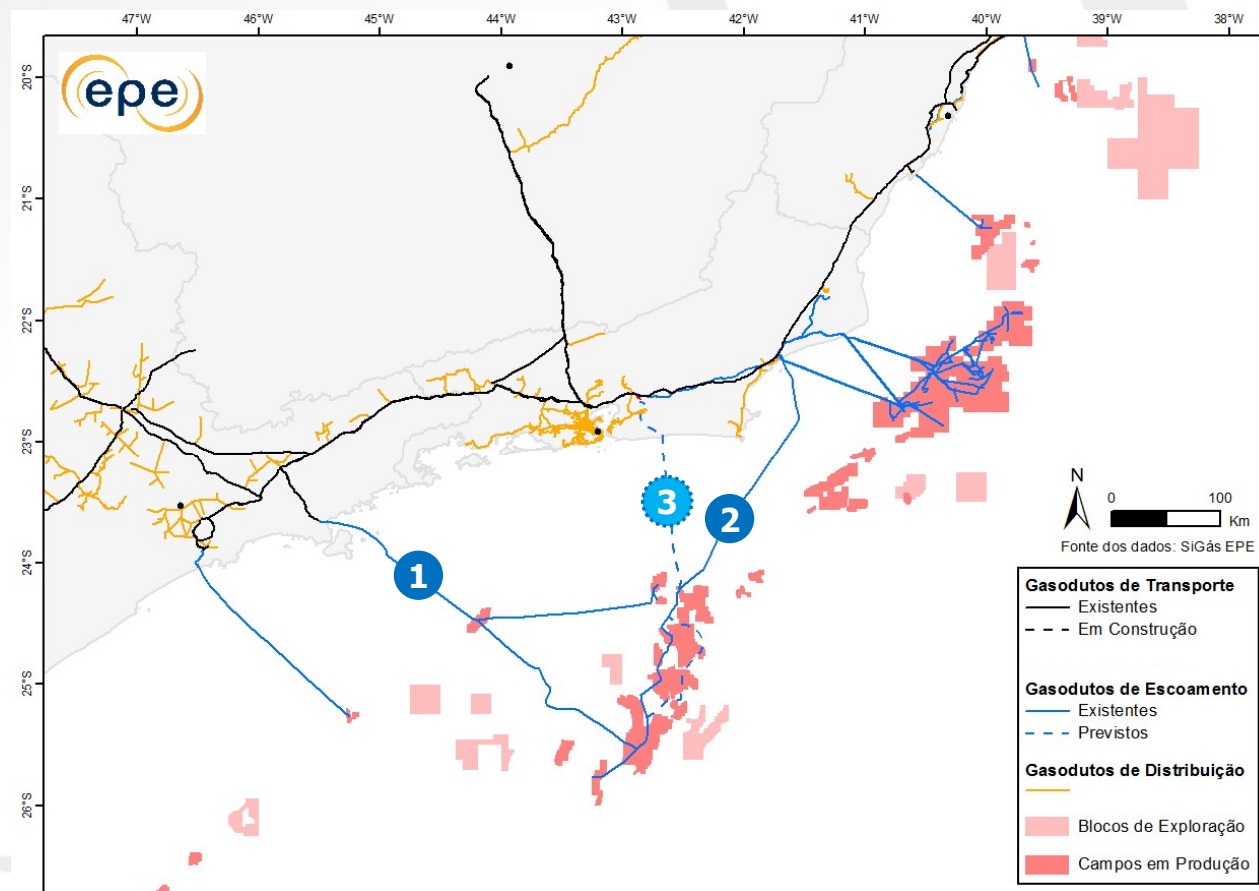 47°W 46°W 45°W 44°W 43°W 42°W 41°W 40°W 39°W 38°W
epe
20°S
21°S
22°S
23°S
24°S
25°S
26°S
3
2
1
N
0 100
Km
Fonte dos dados: SiGás EPE
Gasodutos de Transporte
Existentes
Em Construção
Gasodutos de Escoamento
Existentes
Previstos
Gasodutos de Distribuição
Blocos de Exploração
Campos em Produção